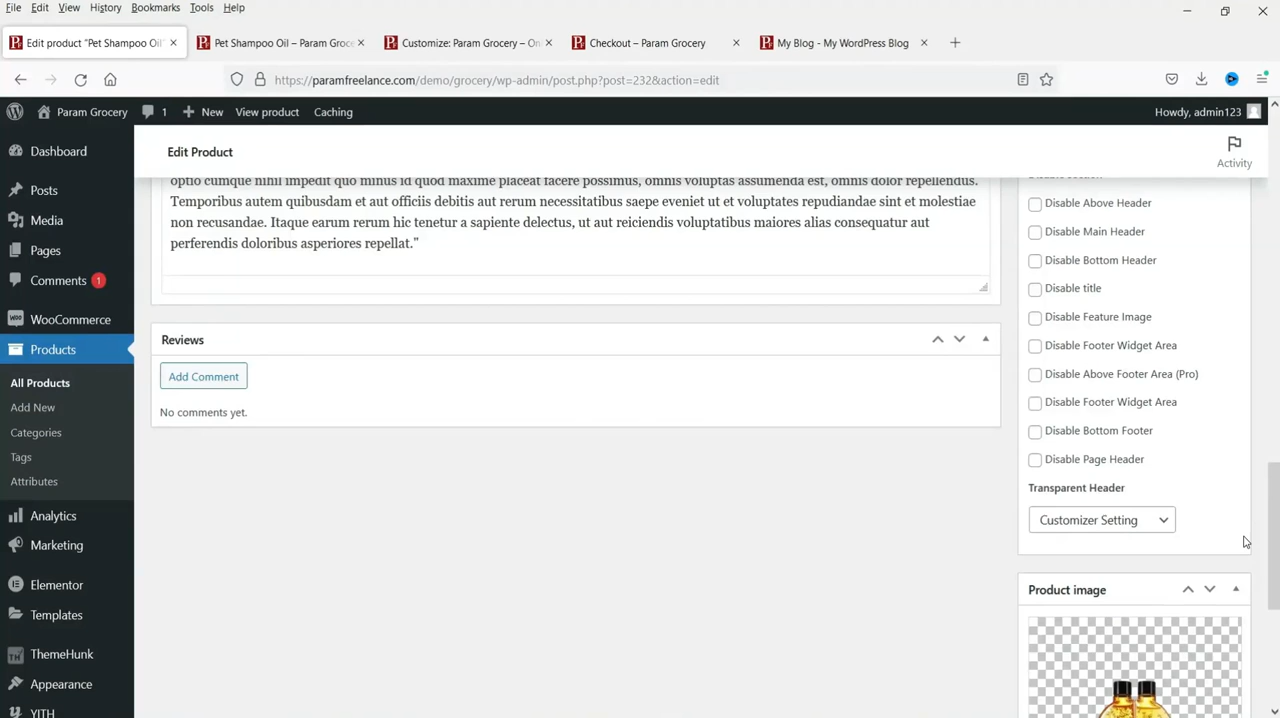 File Edit View History Bookmarks Tools Help
Edit product "Pet Shampoo Oil"
Pet Shampoo Oil – Param Groce
Customize: Param Grocery – On
Checkout – Param Grocery
My Blog - My WordPress Blog
https://paramfreelance.com/demo/grocery/wp-admin/post.php?post=232&action=edit
Param Grocery 1 New View product Caching Howdy, admin123
Dashboard
Posts
Media
Pages
Comments 1
WooCommerce
Products
All Products
Add New
Categories
Tags
Attributes
Analytics
Marketing
Elementor
Templates
ThemeHunk
Appearance
YITH
Edit Product
Activity
optio cumque nihil impedit quo minus id quod maxime placeat facere possimus, omnis voluptas assumenda est, omnis dolor repellendus.
Temporibus autem quibusdam et aut officiis debitis aut rerum necessitatibus saepe eveniet ut et voluptates repudiandae sint et molestiae
non recusandae. Itaque earum rerum hic tenetur a sapiente delectus, ut aut reiciendis voluptatibus maiores alias consequatur aut
perferendis doloribus asperiores repellat."
Reviews
Add Comment
No comments yet.
Disable Above Header
Disable Main Header
Disable Bottom Header
Disable title
Disable Feature Image
Disable Footer Widget Area
Disable Above Footer Area (Pro)
Disable Footer Widget Area
Disable Bottom Footer
Disable Page Header
Transparent Header
Customizer Setting
Product image